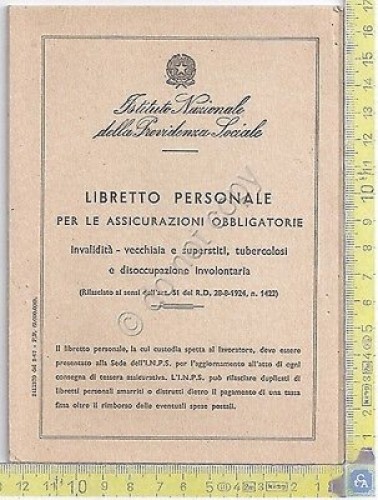 Istituto Nazionale
della Previdenza Sociale
LIBRETTO PERSONALE
PER LE ASSICURAZIONI OBBLIGATORIE
Invalidità - vecchiaia e superstiti, tubercolosi
e disoccupazione involontaria
(Rilasciato ai sensi dell'art. 51 del R.D. 28-8-1924, n. 1422)
Il libretto personale, la cui custodia spetta al lavoratore, deve essere
presentato alla Sede dell'I.N.P.S. per l'aggiornamento all'atto di ogni
consegna di tessera assicurativa. L'I.N.P.S. può rilasciare duplicati di
libretti personali smarriti o distrutti dietro il pagamento di una tassa
fissa oltre il rimborso delle eventuali spese postali.
do not copy